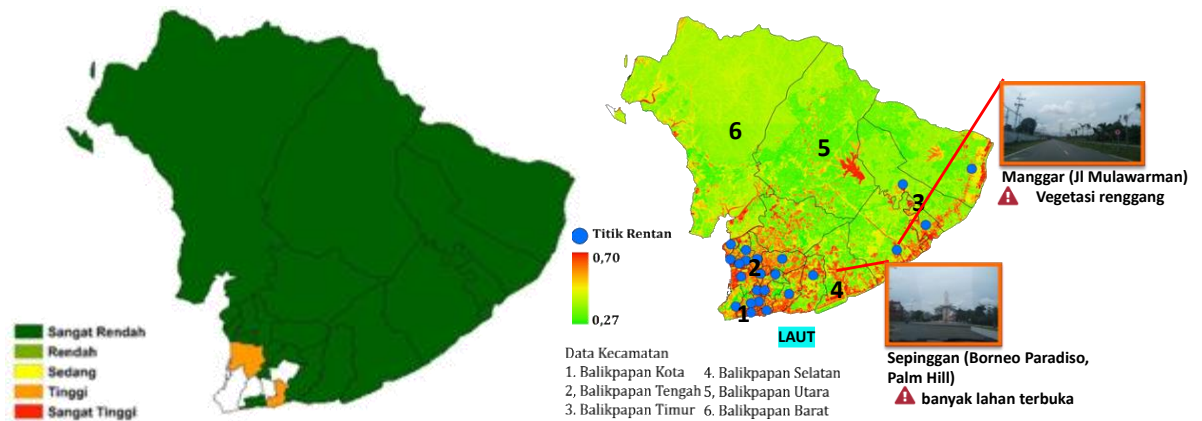 Sangat Rendah
Rendah
Sedang
Tinggi
Sangat Tinggi
6
5
3
2
4
1
Titik Rentan
0,70
0,27
LAUT
Data Kecamatan
1. Balikpapan Kota 4. Balikpapan Selatan
2, Balikpapan Tengah 5, Balikpapan Utara
3. Balikpapan Timur 6. Balikpapan Barat
Manggar (Jl Mulawarman)
Vegetasi renggang
Sepinggan (Borneo Paradiso,
Palm Hill)
banyak lahan terbuka